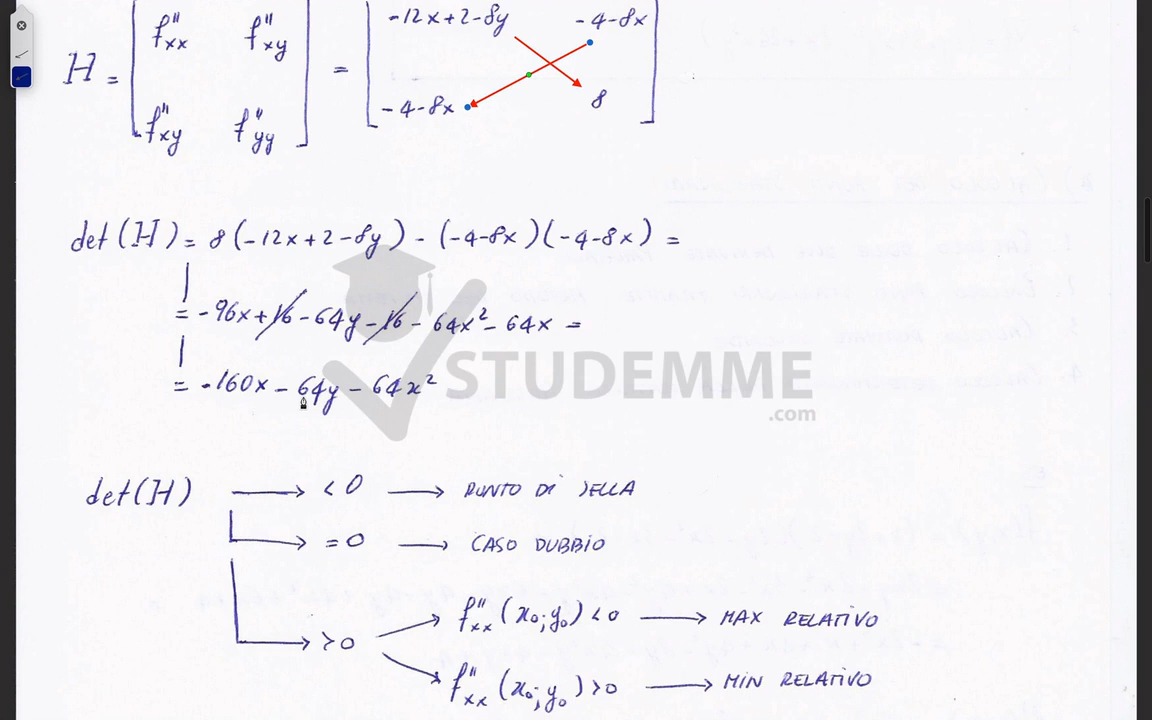 f''xx f''xy -12x+2-8y -4-8x
H = =
f''xy f''yy -4-8x 8
det(H) = 8(-12x+2-8y) - (-4-8x)(-4-8x) =
= -96x+16-64y-16-64x²-64x =
= -160x - 64y - 64x²
STUDEMME
.com
det(H) → < 0 → PUNTO DI SELLA
→ = 0 → CASO DUBBIO
f''xx (x0; y0) < 0 → MAX RELATIVO
→ > 0
f''xx (x0; y0) > 0 → MIN RELATIVO